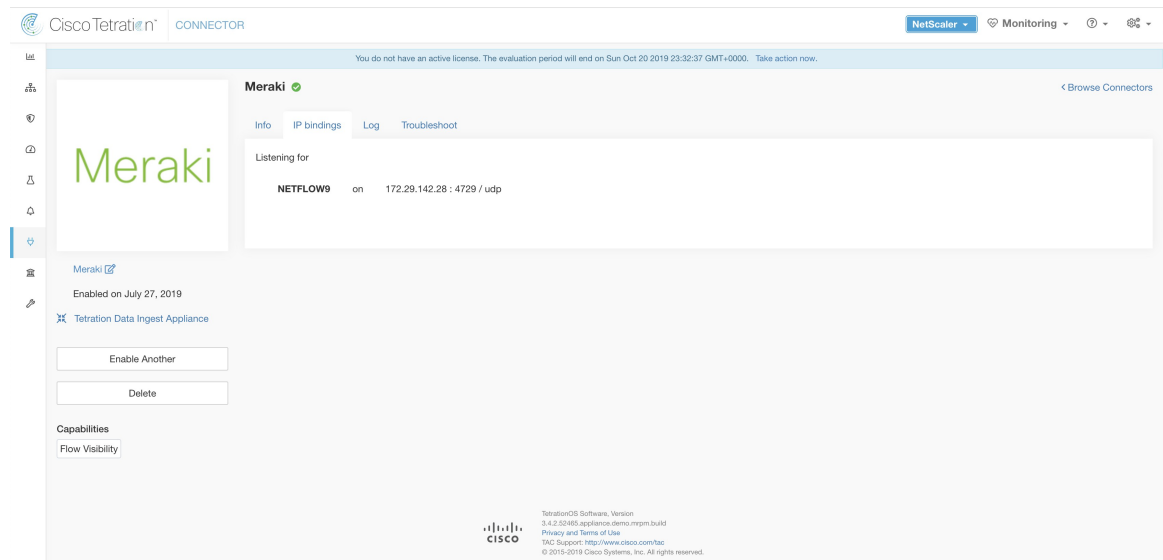 Cisco Tetration™ CONNECTOR NetScaler Monitoring
You do not have an active license. The evaluation period will end on Sun Oct 20 2019 23:32:37 GMT+0000. Take action now.
Meraki
Meraki
Browse Connectors
Info IP bindings Log Troubleshoot
Listening for
NETFLOW9 on 172.29.142.28 : 4729 / udp
Meraki
Enabled on July 27, 2019
Tetration Data Ingest Appliance
Enable Another
Delete
Capabilities
Flow Visibility
CISCO
TetrationOS Software, Version
3.4.2.52465.appliance.demo.mrpm.build
Privacy and Terms of Use
TAC Support: http://www.cisco.com/tac
© 2015-2019 Cisco Systems, Inc. All rights reserved.